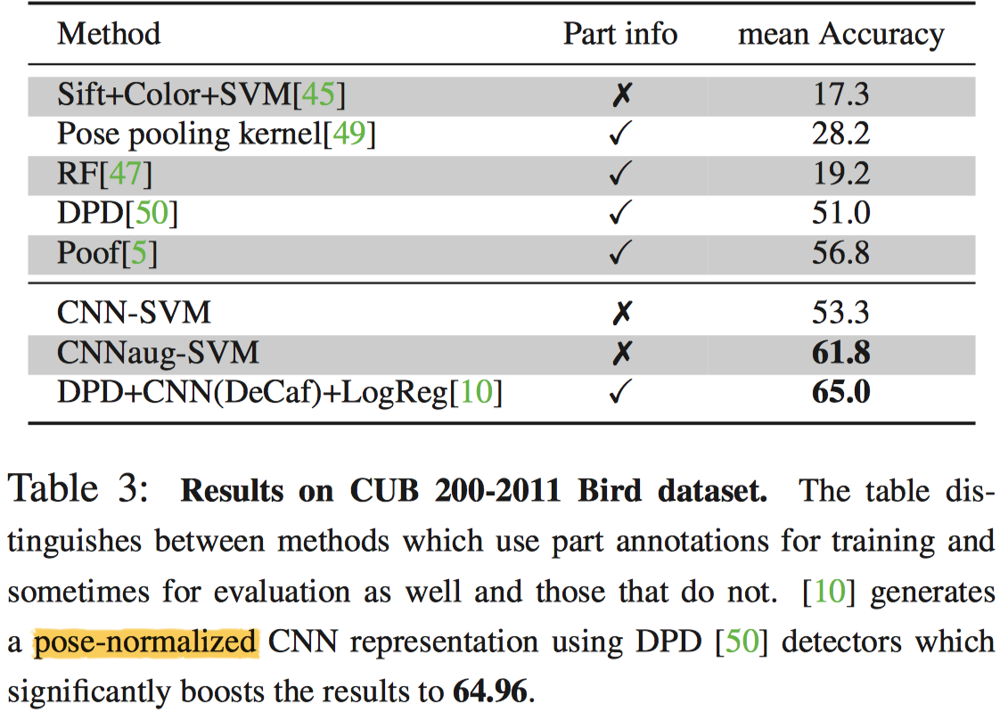 Method Part info mean Accuracy
Sift+Color+SVM[45] ✗ 17.3
Pose pooling kernel[49] ✓ 28.2
RF[47] ✓ 19.2
DPD[50] ✓ 51.0
Poof[5] ✓ 56.8
CNN-SVM ✗ 53.3
CNNaug-SVM ✗ 61.8
DPD+CNN(DeCaf)+LogReg[10] ✓ 65.0
Table 3: Results on CUB 200-2011 Bird dataset. The table dis-
tinguishes between methods which use part annotations for training and
sometimes for evaluation as well and those that do not. [10] generates
a pose-normalized CNN representation using DPD [50] detectors which
significantly boosts the results to 64.96.